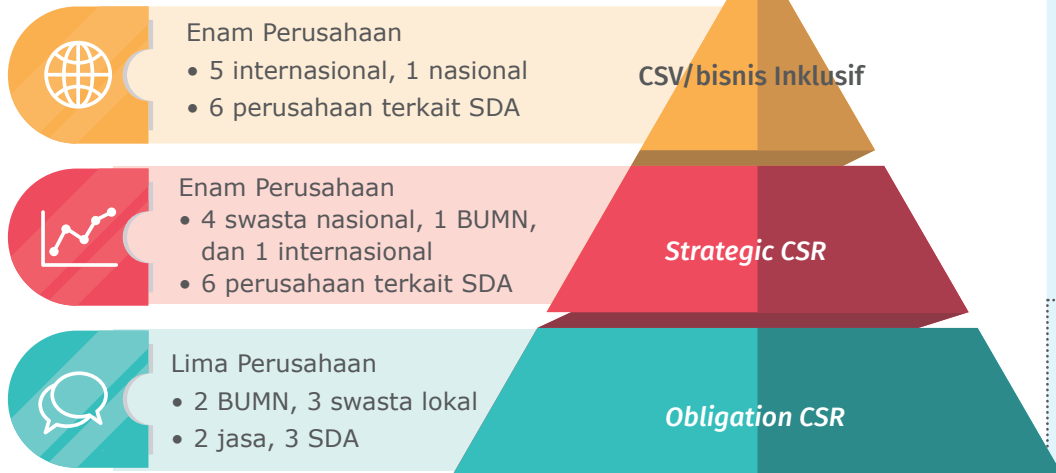 Enam Perusahaan
• 5 internasional, 1 nasional
• 6 perusahaan terkait SDA
CSV/bisnis Inklusif
Enam Perusahaan
• 4 swasta nasional, 1 BUMN,
dan 1 internasional
• 6 perusahaan terkait SDA
Strategic CSR
Lima Perusahaan
• 2 BUMN, 3 swasta lokal
• 2 jasa, 3 SDA
Obligation CSR